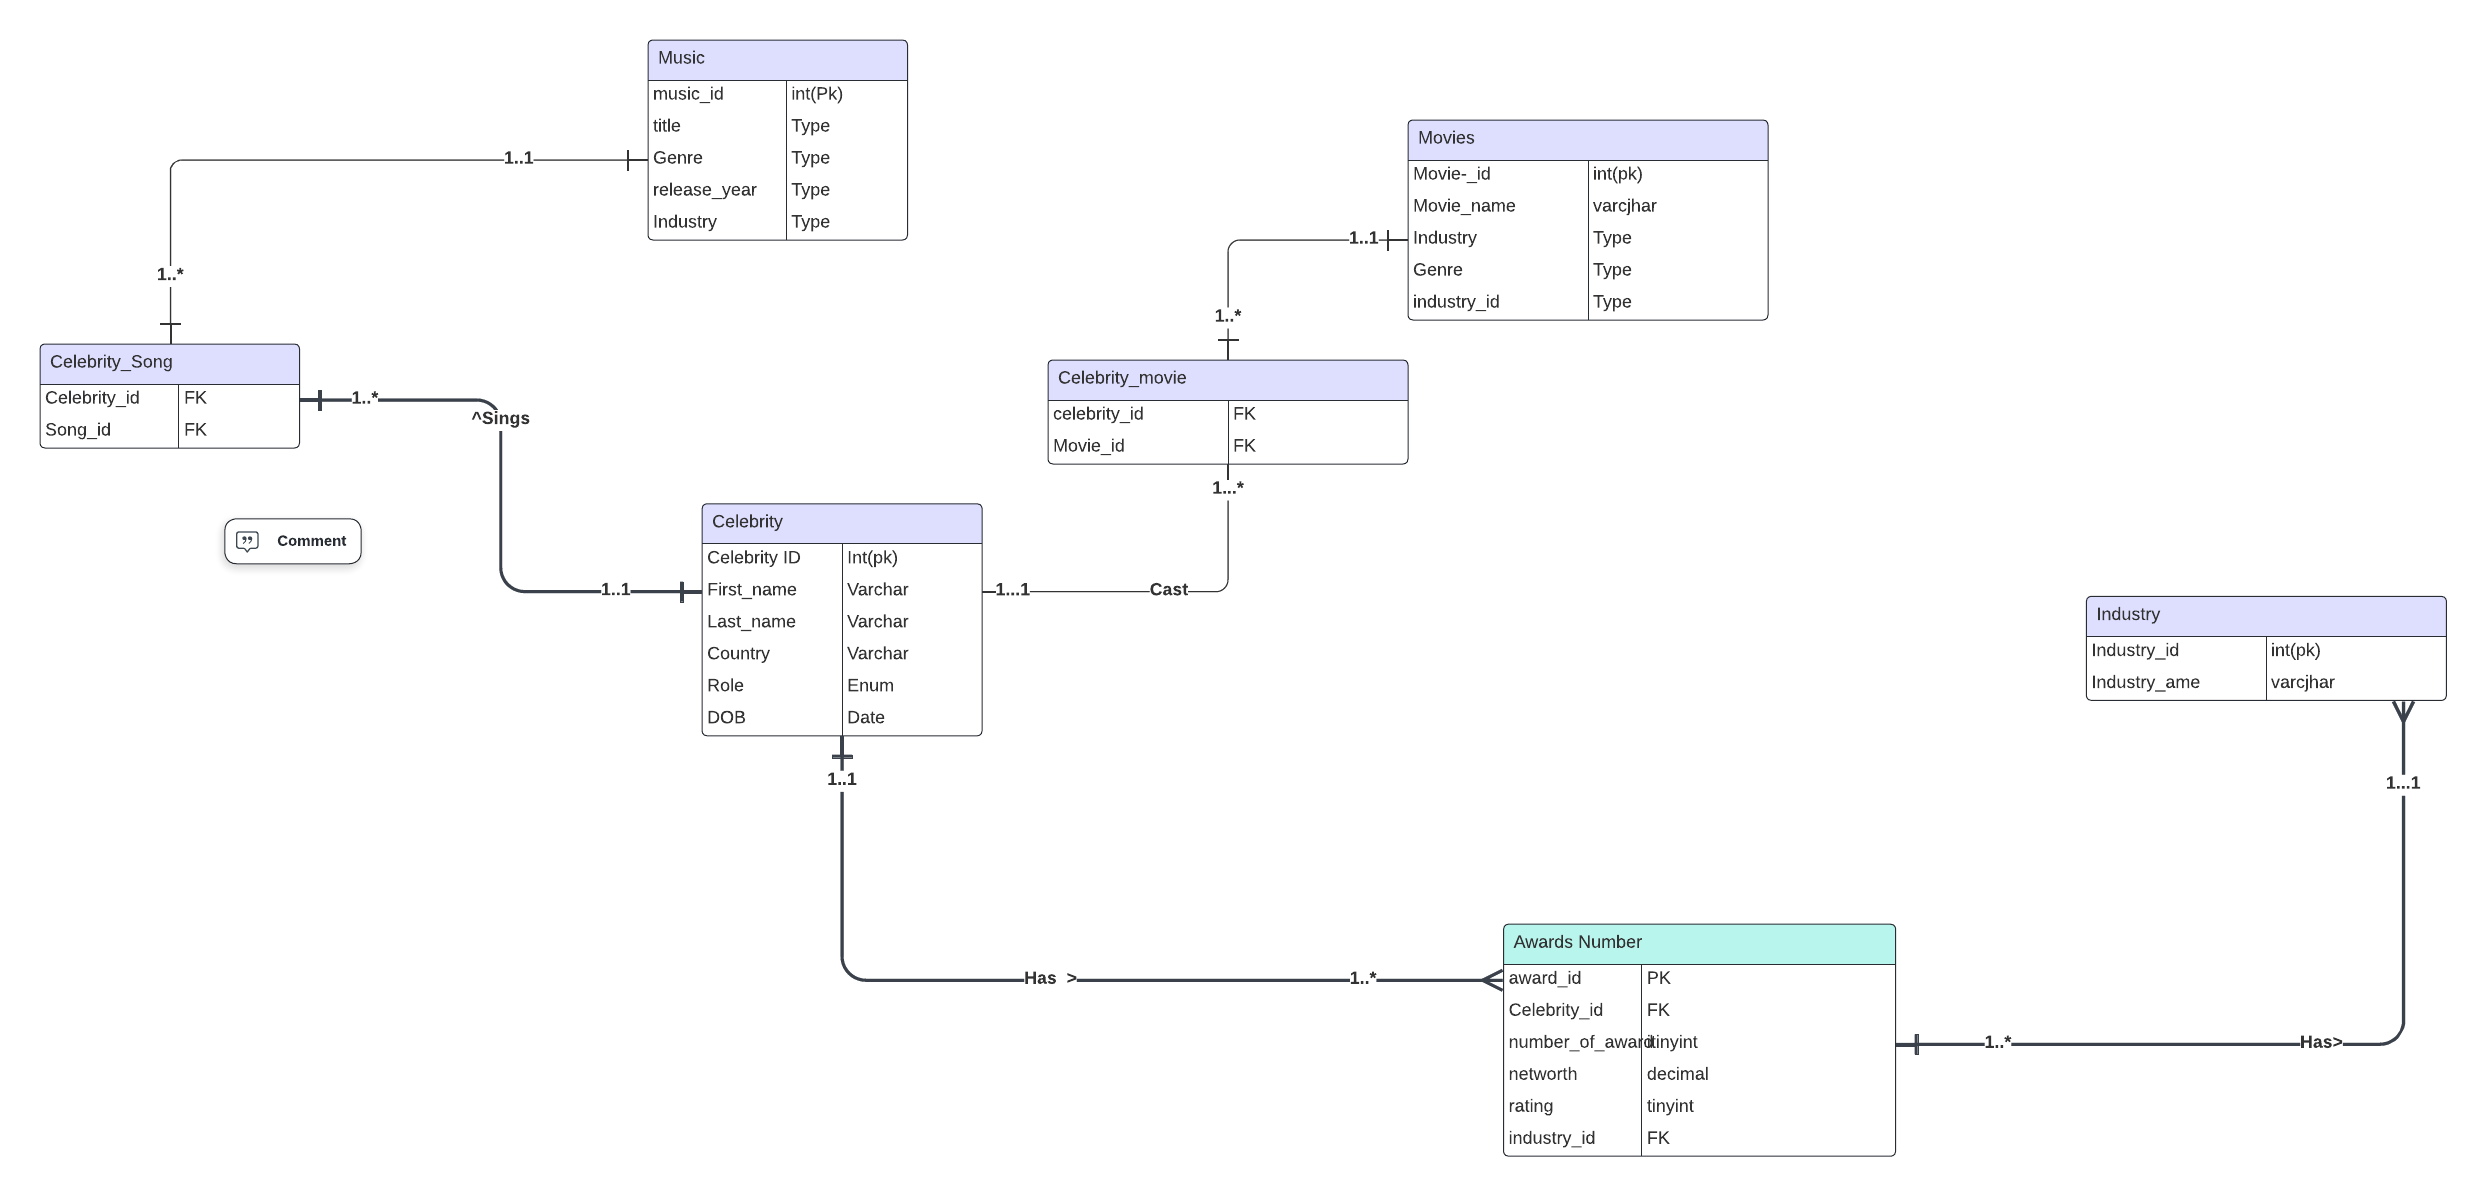 Music
music_id int(Pk)
title Type
Genre Type
release_year Type
Industry Type
1..1
1..*
Movies
Movie-_id int(pk)
Movie_name varcjhar
Industry Type
Genre Type
industry_id Type
1..1
1..*
Celebrity_Song
Celebrity_id FK
Song_id FK
1..*
^Sings
1..1
Celebrity_movie
celebrity_id FK
Movie_id FK
1...*
Cast
1...1
Comment
Celebrity
Celebrity ID Int(pk)
First_name Varchar
Last_name Varchar
Country Varchar
Role Enum
DOB Date
1..1
Has >
1..*
Industry
Industry_id int(pk)
Industry_ame varcjhar
1...1
Has>
1..*
Awards Number
award_id PK
Celebrity_id FK
number_of_award tinyint
networth decimal
rating tinyint
industry_id FK